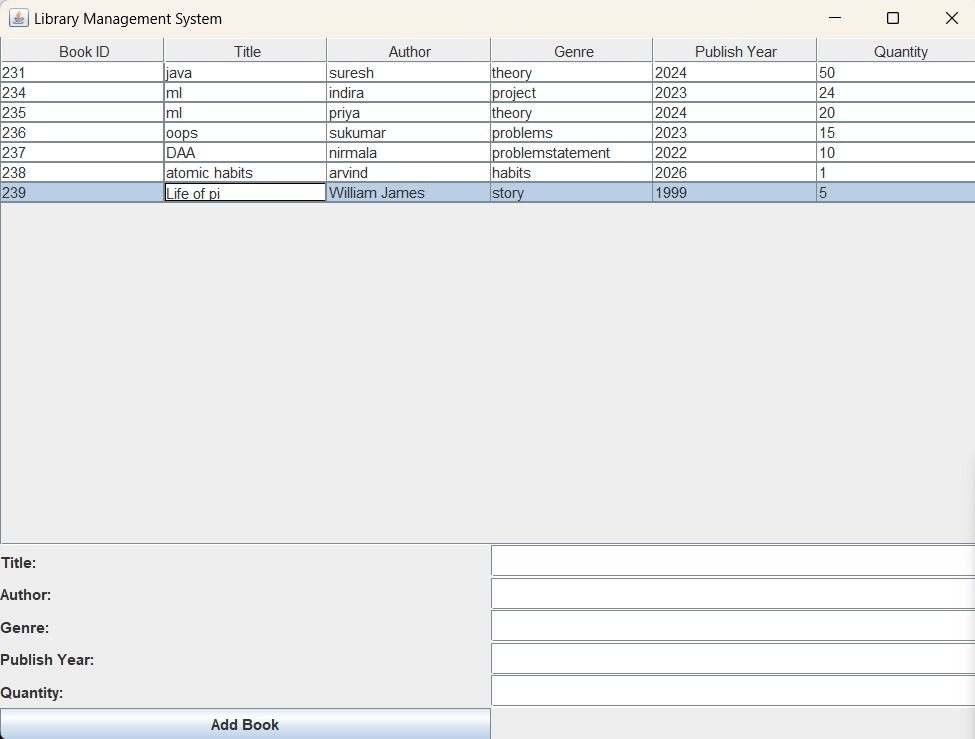 Library Management System
Book ID Title Author Genre Publish Year Quantity
231 java suresh theory 2024 50
234 ml indira project 2023 24
235 ml priya theory 2024 20
236 oops sukumar problems 2023 15
237 DAA nirmala problemstatement 2022 10
238 atomic habits arvind habits 2026 1
239 Life of pi William James story 1999 5
Title:
Author:
Genre:
Publish Year:
Quantity:
Add Book